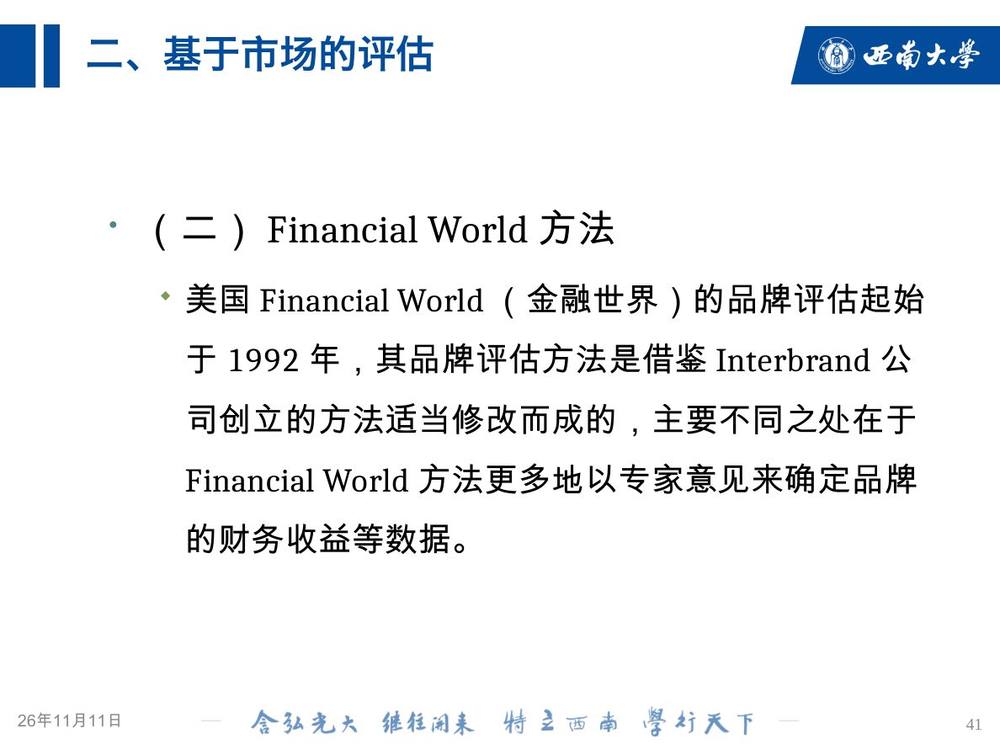 二、基于市场的评估
西南大学
（二）Financial World 方法
美国 Financial World （金融世界）的品牌评估起始
于 1992 年，其品牌评估方法是借鉴 Interbrand 公
司创立的方法适当修改而成的，主要不同之处在于
Financial World 方法更多地以专家意见来确定品牌
的财务收益等数据。
26年11月11日
含弘光大 继往开来 特立西南 學行天下
41